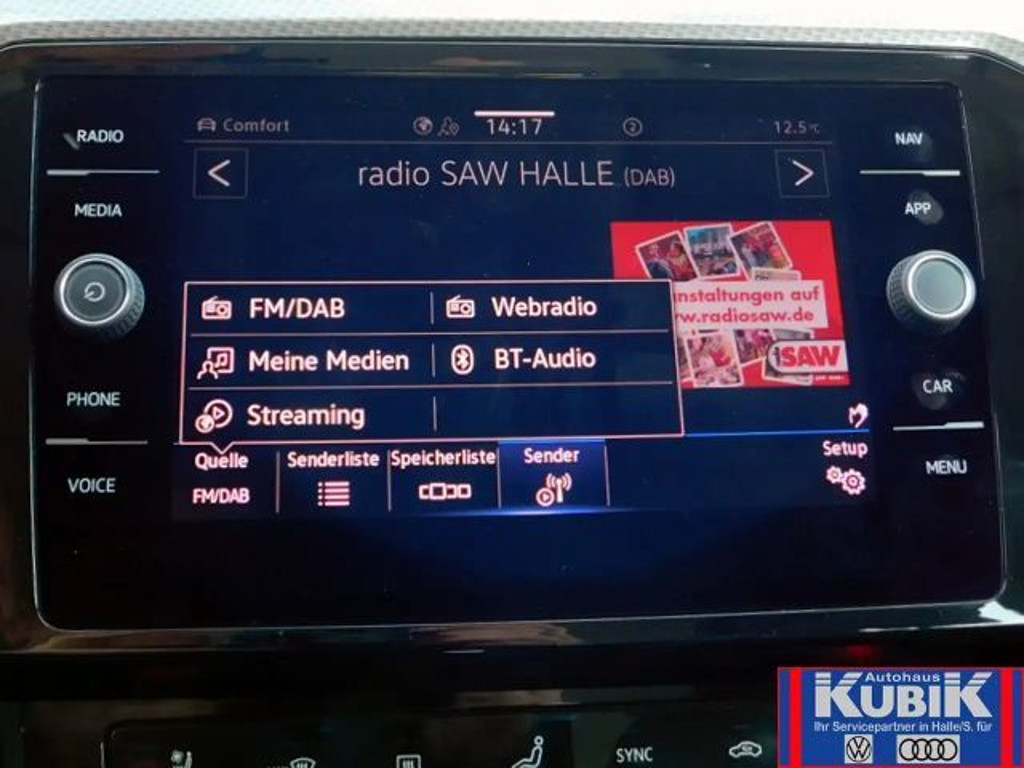 RADIO
MEDIA
PHONE
VOICE
Comfort
14:17
2
12.5°C
radio SAW HALLE (DAB)
< >
nstaltungen auf
w.radiosaw.de
SAW
FM/DAB
Webradio
Meine Medien
BT-Audio
Streaming
Quelle
FM/DAB
Senderliste
Speicherliste
Sender
Setup
NAV
APP
CAR
MENU
SYNC
Autohaus
KUBIK
Ihr Servicepartner in Halle/S. für